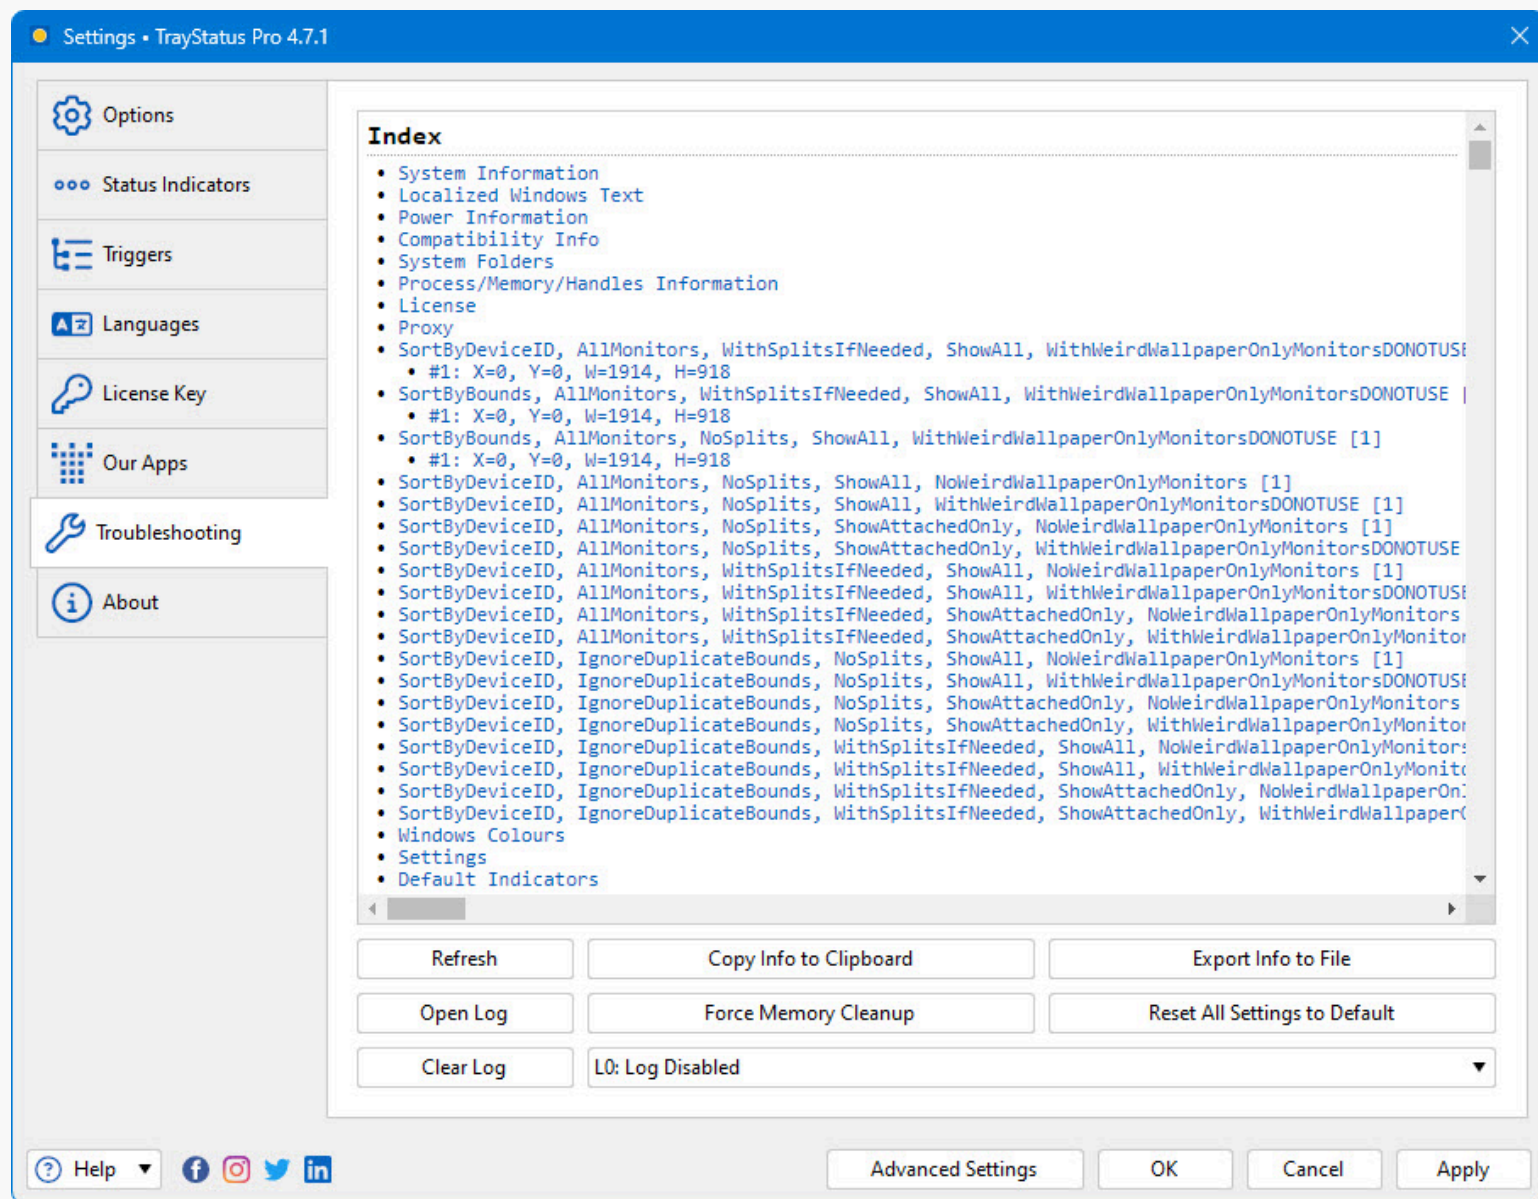 Settings • TrayStatus Pro 4.7.1
Options
Status Indicators
Triggers
Languages
License Key
Our Apps
Troubleshooting
About
Index
• System Information
• Localized Windows Text
• Power Information
• Compatibility Info
• System Folders
• Process/Memory/Handles Information
• License
• Proxy
• SortByDeviceID, AllMonitors, WithSplitsIfNeeded, ShowAll, WithWeirdWallpaperOnlyMonitorsDONOTUSE
• #1: X=0, Y=0, W=1914, H=918
• SortByBounds, AllMonitors, WithSplitsIfNeeded, ShowAll, WithWeirdWallpaperOnlyMonitorsDONOTUSE [
• #1: X=0, Y=0, W=1914, H=918
• SortByBounds, AllMonitors, NoSplits, ShowAll, WithWeirdWallpaperOnlyMonitorsDONOTUSE [1]
• #1: X=0, Y=0, W=1914, H=918
• SortByDeviceID, AllMonitors, NoSplits, ShowAll, NoWeirdWallpaperOnlyMonitors [1]
• SortByDeviceID, AllMonitors, NoSplits, ShowAll, WithWeirdWallpaperOnlyMonitorsDONOTUSE [1]
• SortByDeviceID, AllMonitors, NoSplits, ShowAttachedOnly, NoWeirdWallpaperOnlyMonitors [1]
• SortByDeviceID, AllMonitors, NoSplits, ShowAttachedOnly, WithWeirdWallpaperOnlyMonitorsDONOTUSE
• SortByDeviceID, AllMonitors, WithSplitsIfNeeded, ShowAll, NoWeirdWallpaperOnlyMonitors [1]
• SortByDeviceID, AllMonitors, WithSplitsIfNeeded, ShowAll, WithWeirdWallpaperOnlyMonitorsDONOTUSE
• SortByDeviceID, AllMonitors, WithSplitsIfNeeded, ShowAttachedOnly, NoWeirdWallpaperOnlyMonitors
• SortByDeviceID, AllMonitors, WithSplitsIfNeeded, ShowAttachedOnly, WithWeirdWallpaperOnlyMonitor
• SortByDeviceID, IgnoreDuplicateBounds, NoSplits, ShowAll, NoWeirdWallpaperOnlyMonitors [1]
• SortByDeviceID, IgnoreDuplicateBounds, NoSplits, ShowAll, WithWeirdWallpaperOnlyMonitorsDONOTUSE
• SortByDeviceID, IgnoreDuplicateBounds, NoSplits, ShowAttachedOnly, NoWeirdWallpaperOnlyMonitors
• SortByDeviceID, IgnoreDuplicateBounds, NoSplits, ShowAttachedOnly, WithWeirdWallpaperOnlyMonitor
• SortByDeviceID, IgnoreDuplicateBounds, WithSplitsIfNeeded, ShowAll, NoWeirdWallpaperOnlyMonitors
• SortByDeviceID, IgnoreDuplicateBounds, WithSplitsIfNeeded, ShowAll, WithWeirdWallpaperOnlyMonito
• SortByDeviceID, IgnoreDuplicateBounds, WithSplitsIfNeeded, ShowAttachedOnly, NoWeirdWallpaperOnl
• SortByDeviceID, IgnoreDuplicateBounds, WithSplitsIfNeeded, ShowAttachedOnly, WithWeirdWallpaperO
• Windows Colours
• Settings
• Default Indicators
Refresh
Copy Info to Clipboard
Export Info to File
Open Log
Force Memory Cleanup
Reset All Settings to Default
Clear Log
L0: Log Disabled
Help
Advanced Settings
OK
Cancel
Apply